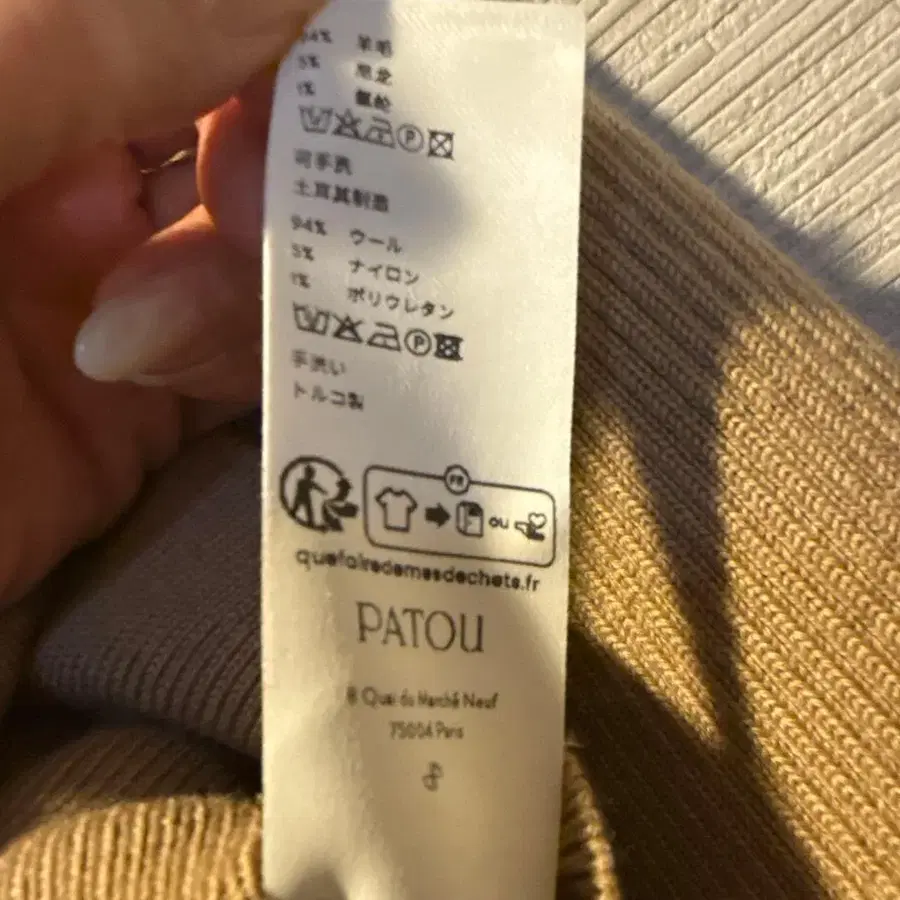 94% 羊毛
5% 尼龙
1% 氨纶
P
可手洗
土耳其制造
94% ウール
5% ナイロン
1% ポリウレタン
P
手洗い
トルコ製
FR
ou
quefairedemesdechets.fr
PATOU
8 Quai du Marché Neuf
75004 Paris